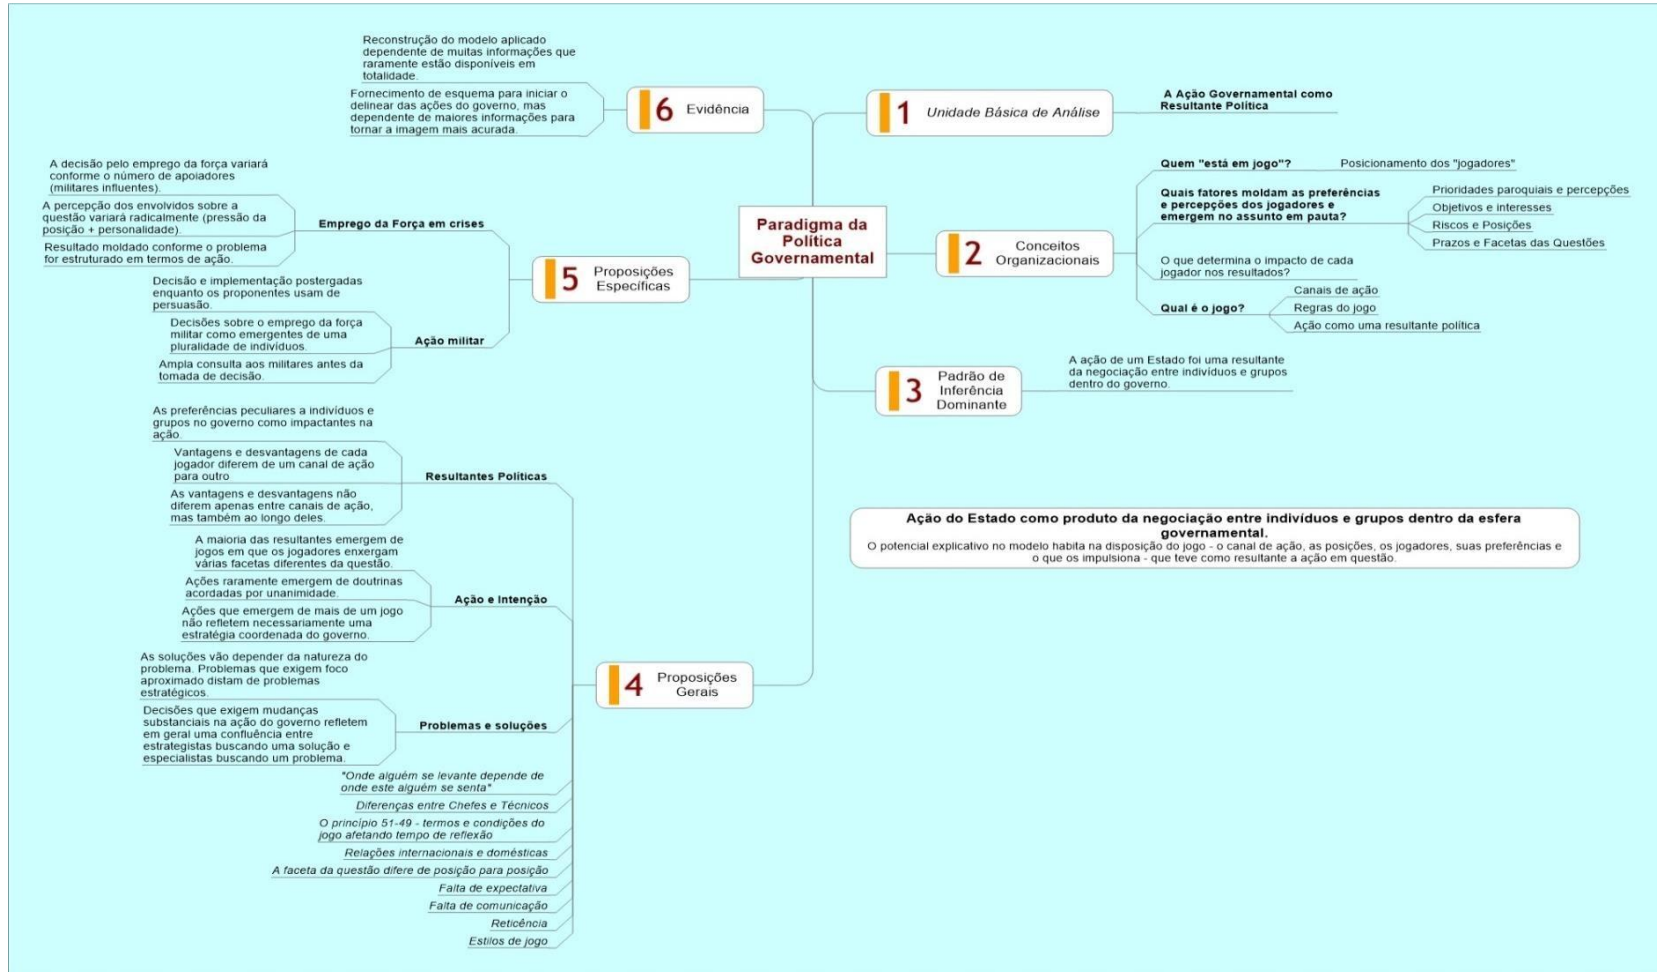 Paradigma da
Política
Governamental
1
Unidade Básica de Análise
A Ação Governamental como
Resultante Política
2
Conceitos
Organizacionais
Quem "está em jogo"?
Posicionamento dos "jogadores"
Quais fatores moldam as preferências
e percepções dos jogadores e
emergem no assunto em pauta?
Prioridades paroquiais e percepções
Objetivos e interesses
Riscos e Posições
Prazos e Facetas das Questões
O que determina o impacto de cada
jogador nos resultados?
Qual é o jogo?
Canais de ação
Regras do jogo
Ação como uma resultante política
3
Padrão de
Inferência
Dominante
A ação de um Estado foi uma resultante
da negociação entre indivíduos e grupos
dentro do governo.
4
Proposições
Gerais
Resultantes Políticas
As preferências peculiares a indivíduos e
grupos no governo como impactantes na
ação.
Vantagens e desvantagens de cada
jogador diferem de um canal de ação
para outro
As vantagens e desvantagens não
diferem apenas entre canais de ação,
mas também ao longo deles.
Ação e Intenção
A maioria das resultantes emergem de
jogos em que os jogadores enxergam
várias facetas diferentes da questão.
Ações raramente emergem de doutrinas
acordadas por unanimidade.
Ações que emergem de mais de um jogo
não refletem necessariamente uma
estratégia coordenada do governo.
Problemas e soluções
As soluções vão depender da natureza do
problema. Problemas que exigem foco
aproximado distam de problemas
estratégicos.
Decisões que exigem mudanças
substanciais na ação do governo refletem
em geral uma confluência entre
estrategistas buscando uma solução e
especialistas buscando um problema.
"Onde alguém se levante depende de
onde este alguém se senta"
Diferenças entre Chefes e Técnicos
O princípio 51-49 - termos e condições do
jogo afetando tempo de reflexão
Relações internacionais e domésticas
A faceta da questão difere de posição para posição
Falta de expectativa
Falta de comunicação
Reticência
Estilos de jogo
5
Proposições
Específicas
Emprego da Força em crises
A decisão pelo emprego da força variará
conforme o número de apoiadores
(militares influentes).
A percepção dos envolvidos sobre a
questão variará radicalmente (pressão da
posição + personalidade).
Resultado moldado conforme o problema
for estruturado em termos de ação.
Ação militar
Decisão e implementação postergadas
enquanto os proponentes usam de
persuasão.
Decisões sobre o emprego da força
militar como emergentes de uma
pluralidade de indivíduos.
Ampla consulta aos militares antes da
tomada de decisão.
6
Evidência
Reconstrução do modelo aplicado
dependente de muitas informações que
raramente estão disponíveis em
totalidade.
Fornecimento de esquema para iniciar o
delinear das ações do governo, mas
dependente de maiores informações para
tornar a imagem mais acurada.
Ação do Estado como produto da negociação entre indivíduos e grupos dentro da esfera
governamental.
O potencial explicativo no modelo habita na disposição do jogo - o canal de ação, as posições, os jogadores, suas preferências e
o que os impulsiona - que teve como resultante a ação em questão.